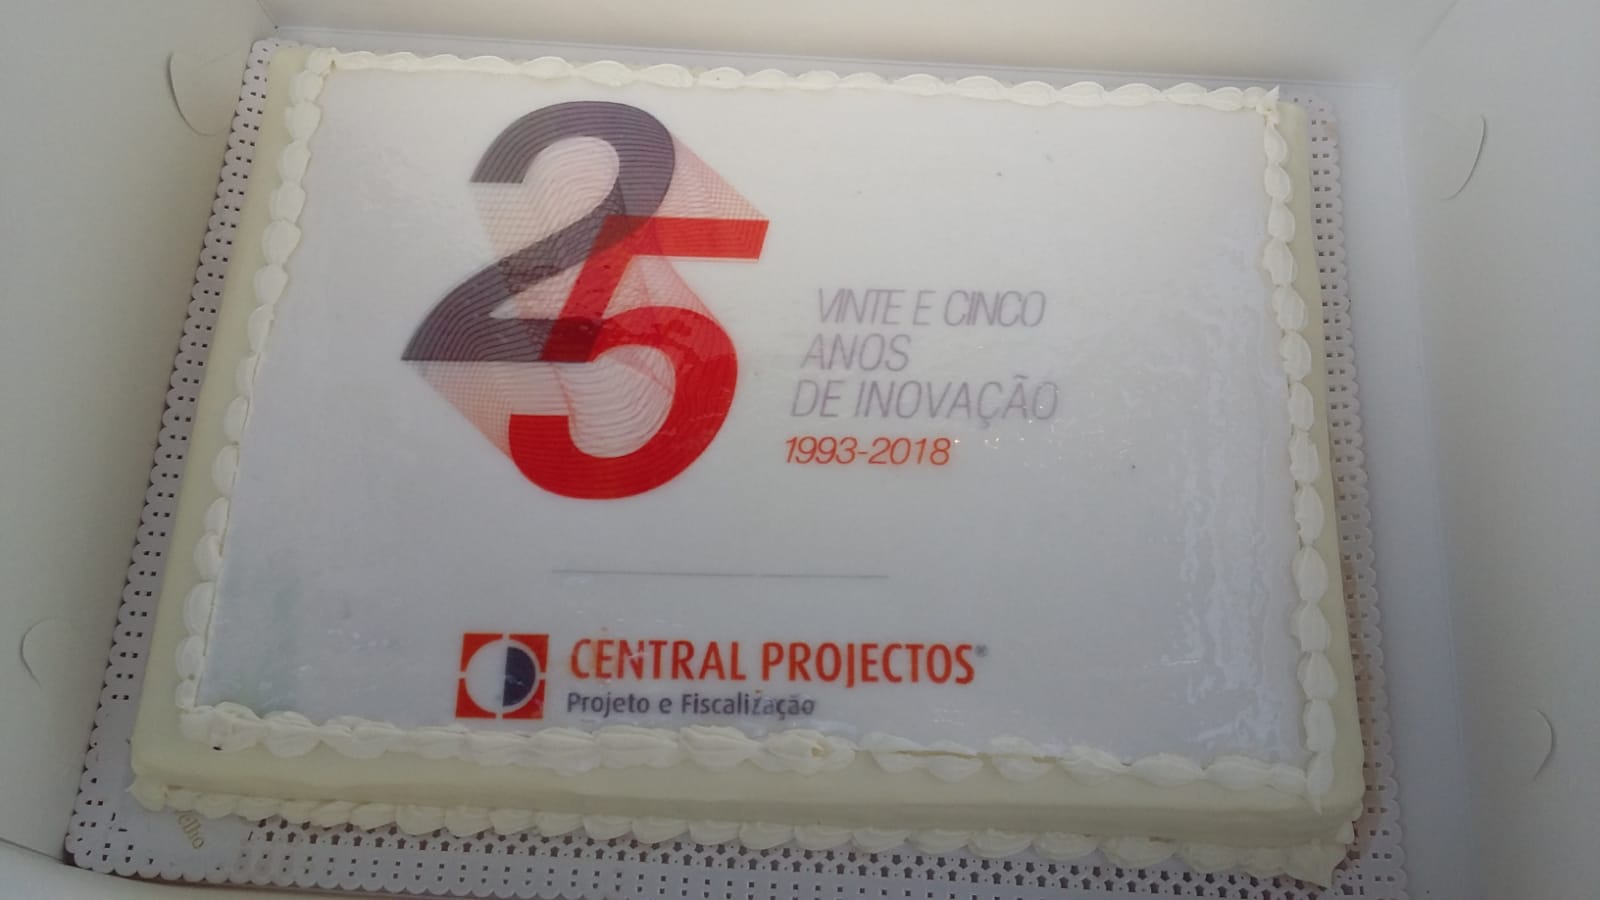 25
VINTE E CINCO
ANOS
DE INOVAÇÃO
1993-2018
CENTRAL PROJECTOS®
Projeto e Fiscalização